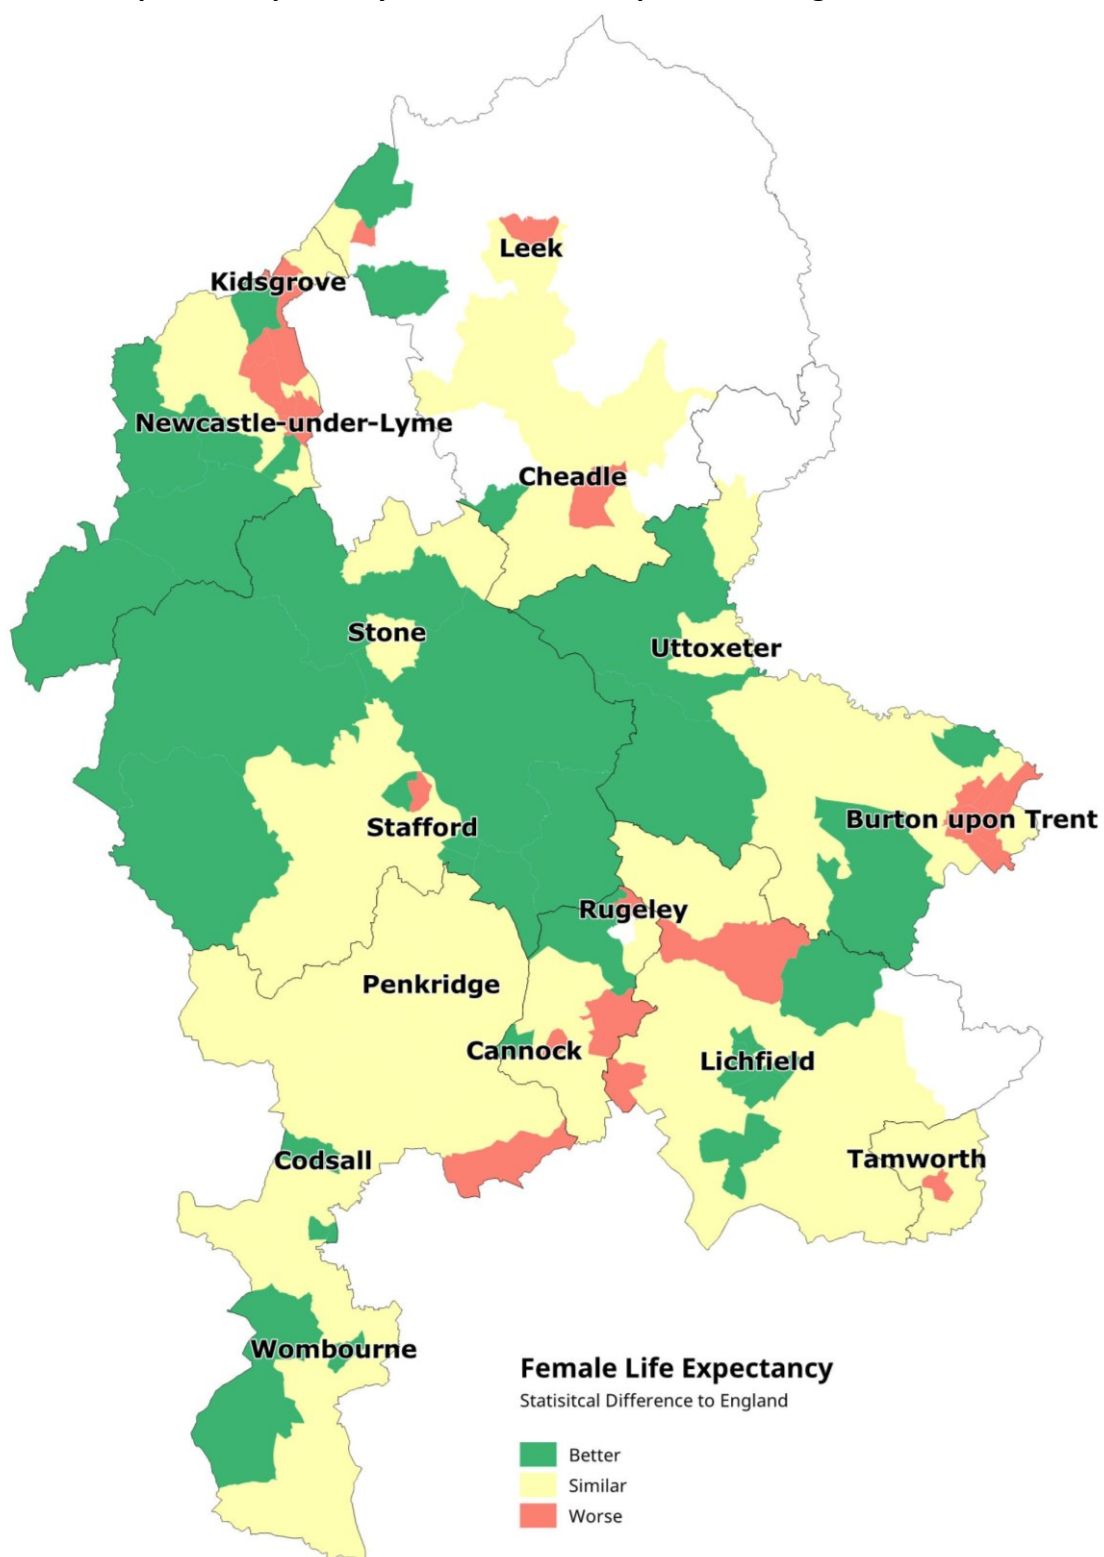 Leek
Kidsgrove
Newcastle-under-Lyme
Cheadle
Stone
Uttoxeter
Stafford
Burton upon Trent
Rugeley
Penkridge
Cannock
Lichfield
Codsall
Tamworth
Wombourne
Female Life Expectancy
Statisitcal Difference to England
Better
Similar
Worse